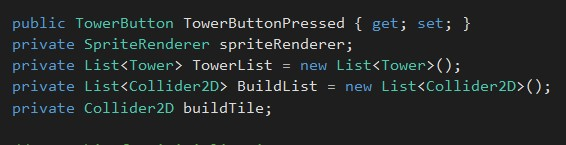 public TowerButton TowerButtonPressed { get; set; }
private SpriteRenderer spriteRenderer;
private List<Tower> TowerList = new List<Tower>();
private List<Collider2D> BuildList = new List<Collider2D>();
private Collider2D buildTile;